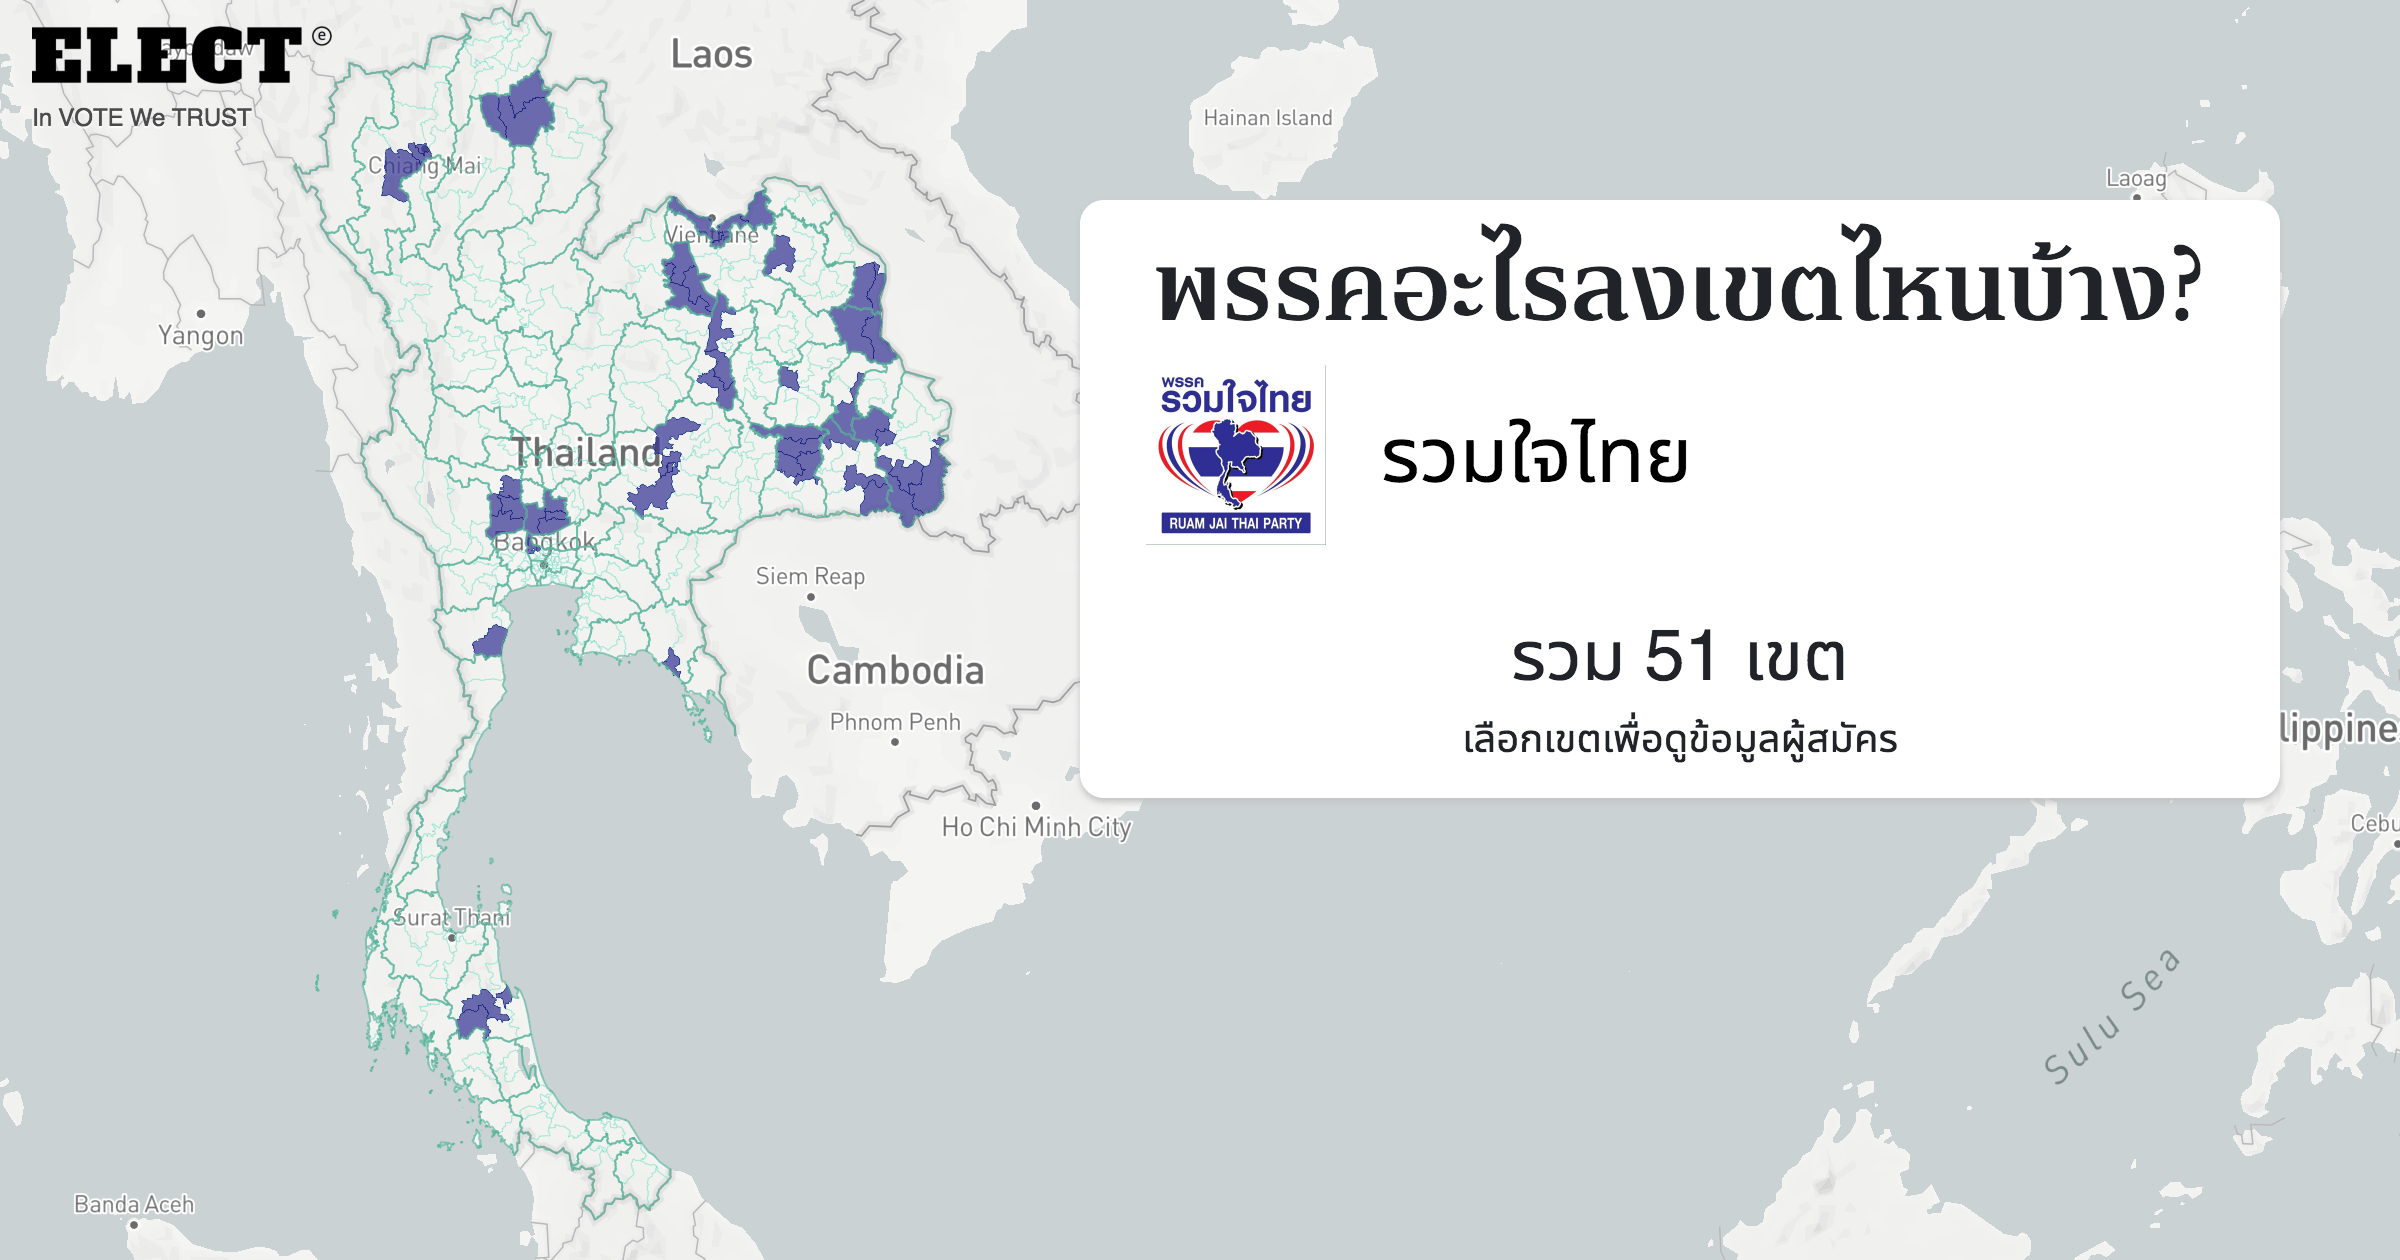 ELECT ⓔ
In VOTE We TRUST
Laos
Hainan Island
Laoag
Chiang Mai
Vientiane
Yangon
Thailand
Bangkok
Siem Reap
Cambodia
Phnom Penh
Ho Chi Minh City
Surat Thani
Banda Aceh
Sulu Sea
lippine
Cebu
พรรคอะไรลงเขตไหนบ้าง?
พรรค
รวมใจไทย
RUAM JAI THAI PARTY
รวมใจไทย
รวม 51 เขต
เลือกเขตเพื่อดูข้อมูลผู้สมัคร